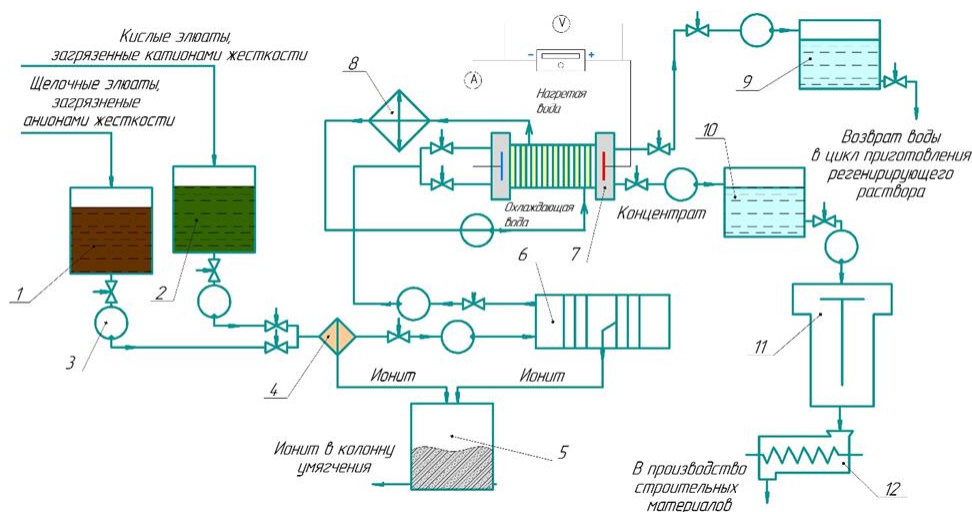 Кислые элюаты,
загрязенные катионами жесткости
Щелочные элюаты,
загрязненые
анионами жесткости
1
2
3
4
Ионит
Ионит
5
Ионит в колонну
умягчения
6
7
8
V
A
-
+
Нагретая
вида
Охлаждающая
вода
9
Возврат воды
в цикл приготовления
регенирирующего
раствора
10
Концентрат
11
12
В производство
строительных
материалов